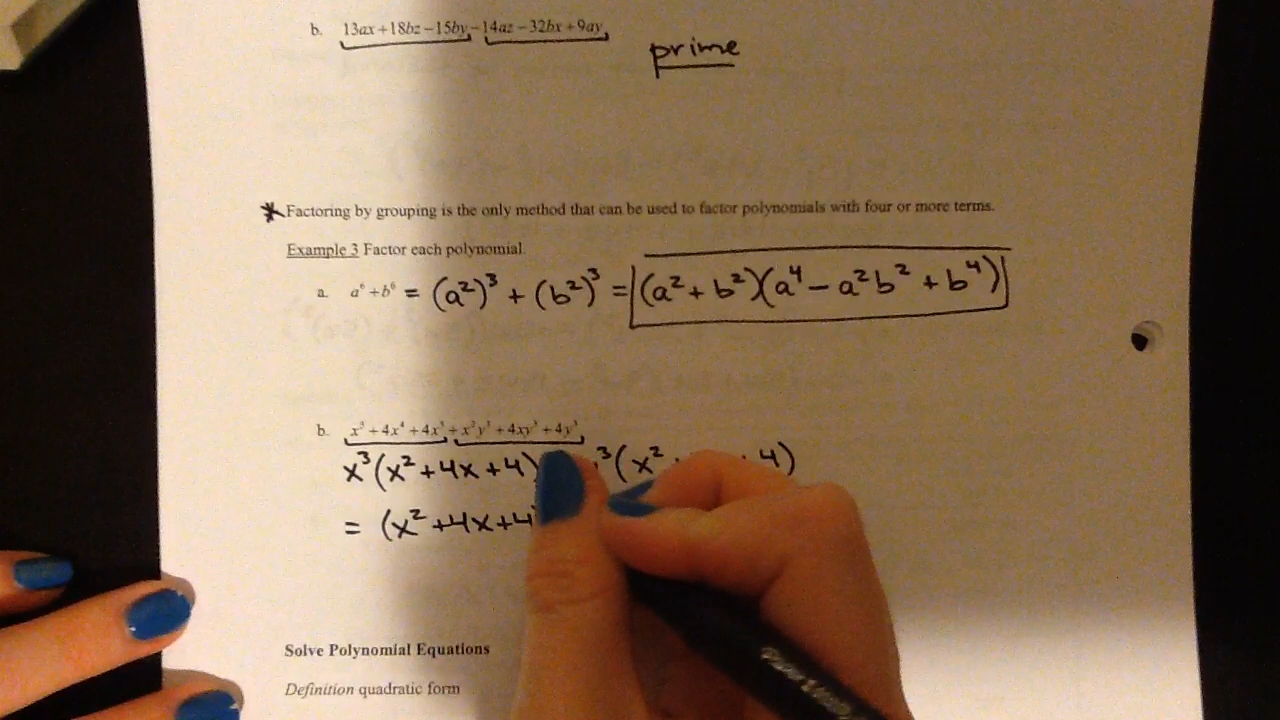 b. 13ax+18bz−15by−14az−32bx+9ay
prime
*Factoring by grouping is the only method that can be used to factor polynomials with four or more terms.
Example 3 Factor each polynomial.
a. a⁶+b⁶ = (a²)³ + (b²)³ = (a² + b²)(a⁴ − a²b² + b⁴)
b. x⁵ + 4x⁴ + 4x³ + x²y³ + 4xy³ + 4y³
x³(x² + 4x + 4) ³(x² 4)
= (x² + 4x + 4
Solve Polynomial Equations
Definition quadratic form